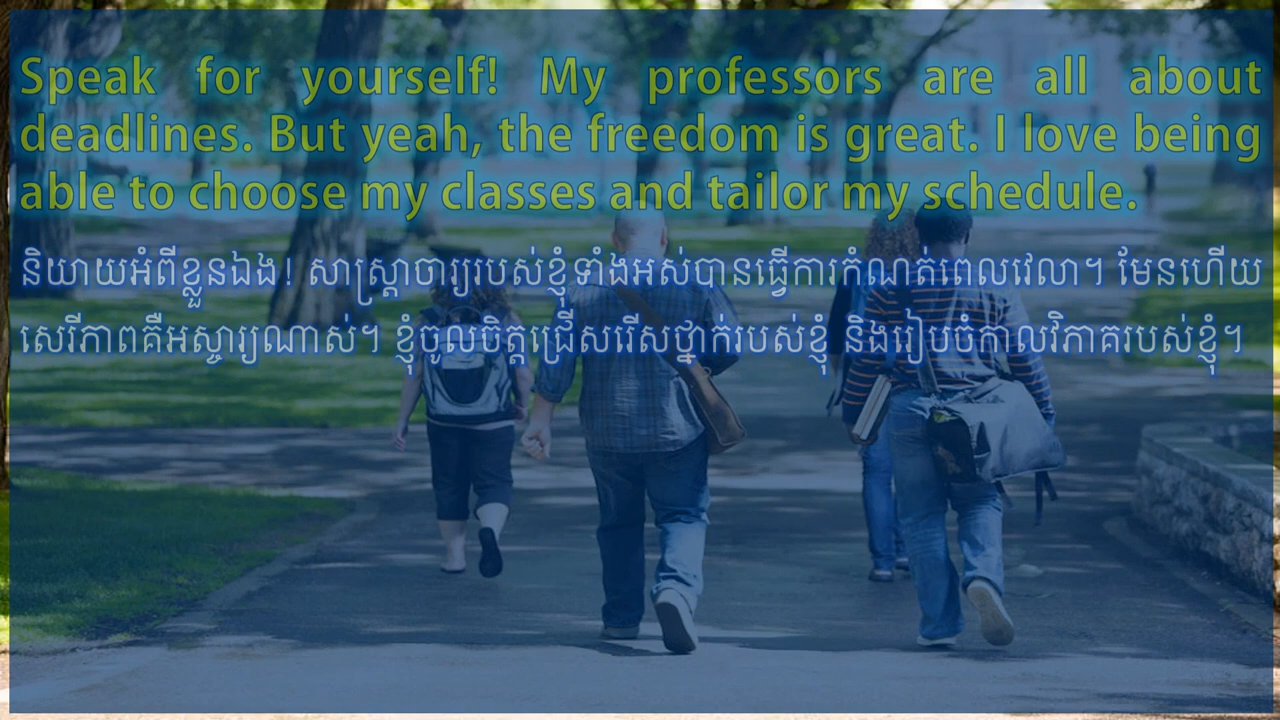 Speak for yourself! My professors are all about
deadlines. But yeah, the freedom is great. I love being
able to choose my classes and tailor my schedule.
និយាយអំពីខ្លួនឯង! សាស្ត្រាចារ្យរបស់ខ្ញុំទាំងអស់បានធ្វើការកំណត់ពេលវេលា។ មែនហើយ
សេរីភាពគឺអស្ចារ្យណាស់។ ខ្ញុំចូលចិត្តជ្រើសរើសថ្នាក់របស់ខ្ញុំ និងរៀបចំកាលវិភាគរបស់ខ្ញុំ។